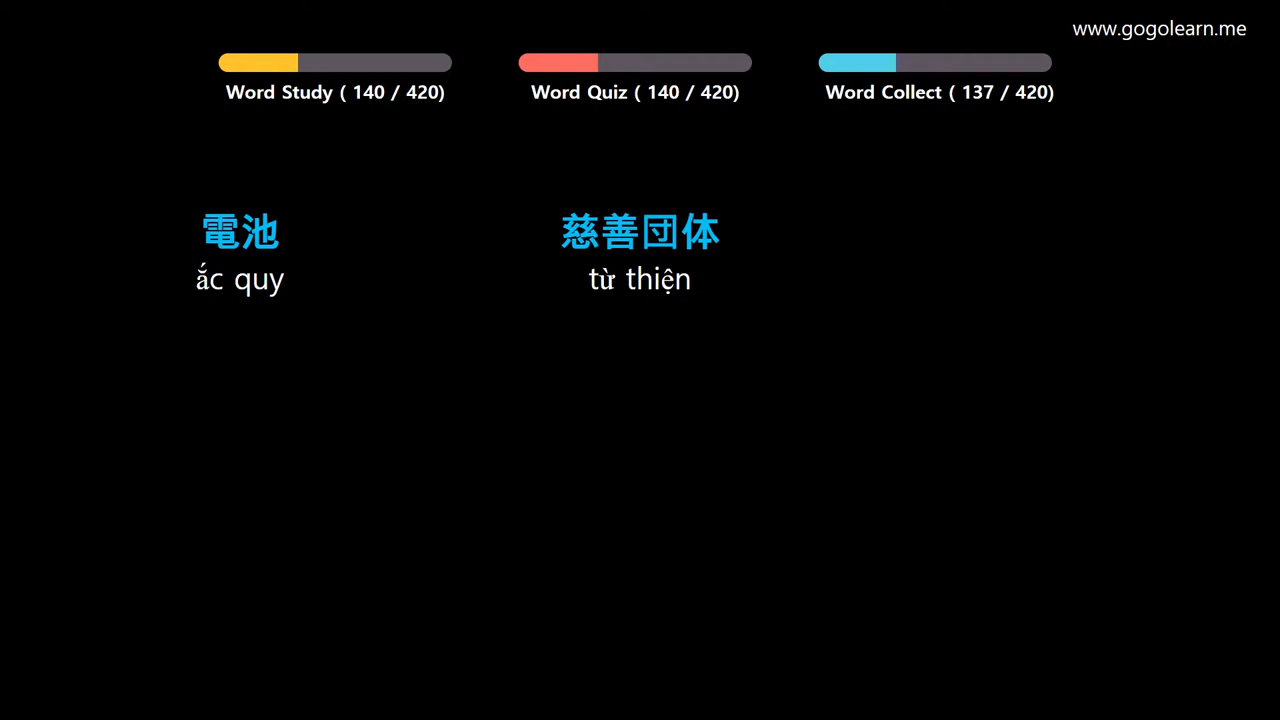 www.gogolearn.me
Word Study ( 140 / 420)
Word Quiz ( 140 / 420)
Word Collect ( 137 / 420)
電池
ắc quy
慈善団体
từ thiện